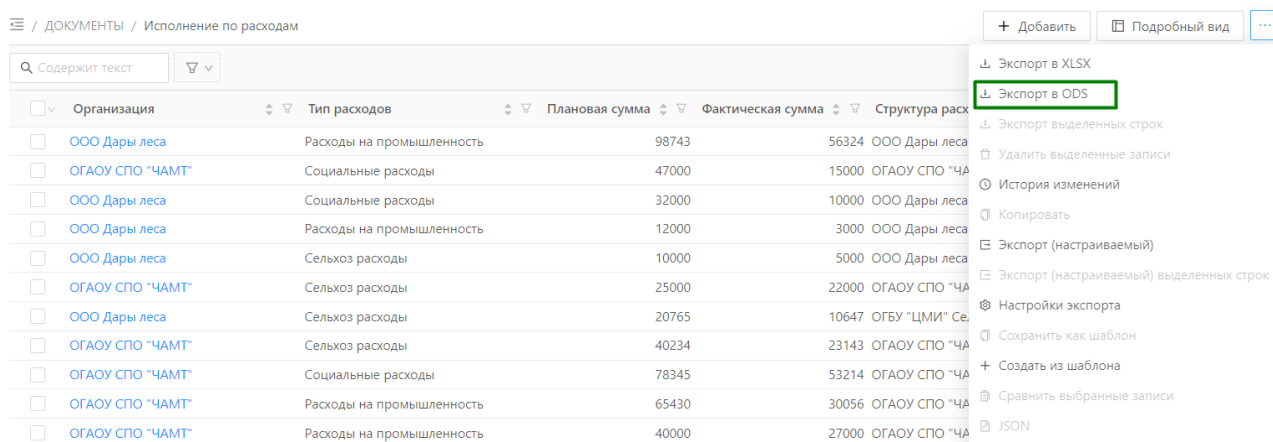 / ДОКУМЕНТЫ / Исполнение по расходам
+ Добавить
Подробный вид
...
Содержит текст
Организация Тип расходов Плановая сумма Фактическая сумма Структура расх
ООО Дары леса Расходы на промышленность 98743 56324 ООО Дары леса
ОГАОУ СПО "ЧАМТ" Социальные расходы 47000 15000 ОГАОУ СПО "ЧА
ООО Дары леса Социальные расходы 32000 10000 ООО Дары леса
ООО Дары леса Расходы на промышленность 12000 3000 ООО Дары леса
ООО Дары леса Сельхоз расходы 10000 5000 ООО Дары леса
ОГАОУ СПО "ЧАМТ" Сельхоз расходы 25000 22000 ОГАОУ СПО "ЧА
ООО Дары леса Сельхоз расходы 20765 10647 ОГБУ "ЦМИ" Се
ОГАОУ СПО "ЧАМТ" Сельхоз расходы 40234 23143 ОГАОУ СПО "ЧА
ОГАОУ СПО "ЧАМТ" Социальные расходы 78345 53214 ОГАОУ СПО "ЧА
ОГАОУ СПО "ЧАМТ" Расходы на промышленность 65430 30056 ОГАОУ СПО "ЧА
ОГАОУ СПО "ЧАМТ" Расходы на промышленность 40000 27000 ОГАОУ СПО "ЧА
Экспорт в XLSX
Экспорт в ODS
Экспорт выделенных строк
Удалить выделенные записи
История изменений
Копировать
Экспорт (настраиваемый)
Экспорт (настраиваемый) выделенных строк
Настройки экспорта
Сохранить как шаблон
+ Создать из шаблона
Сравнить выбранные записи
JSON